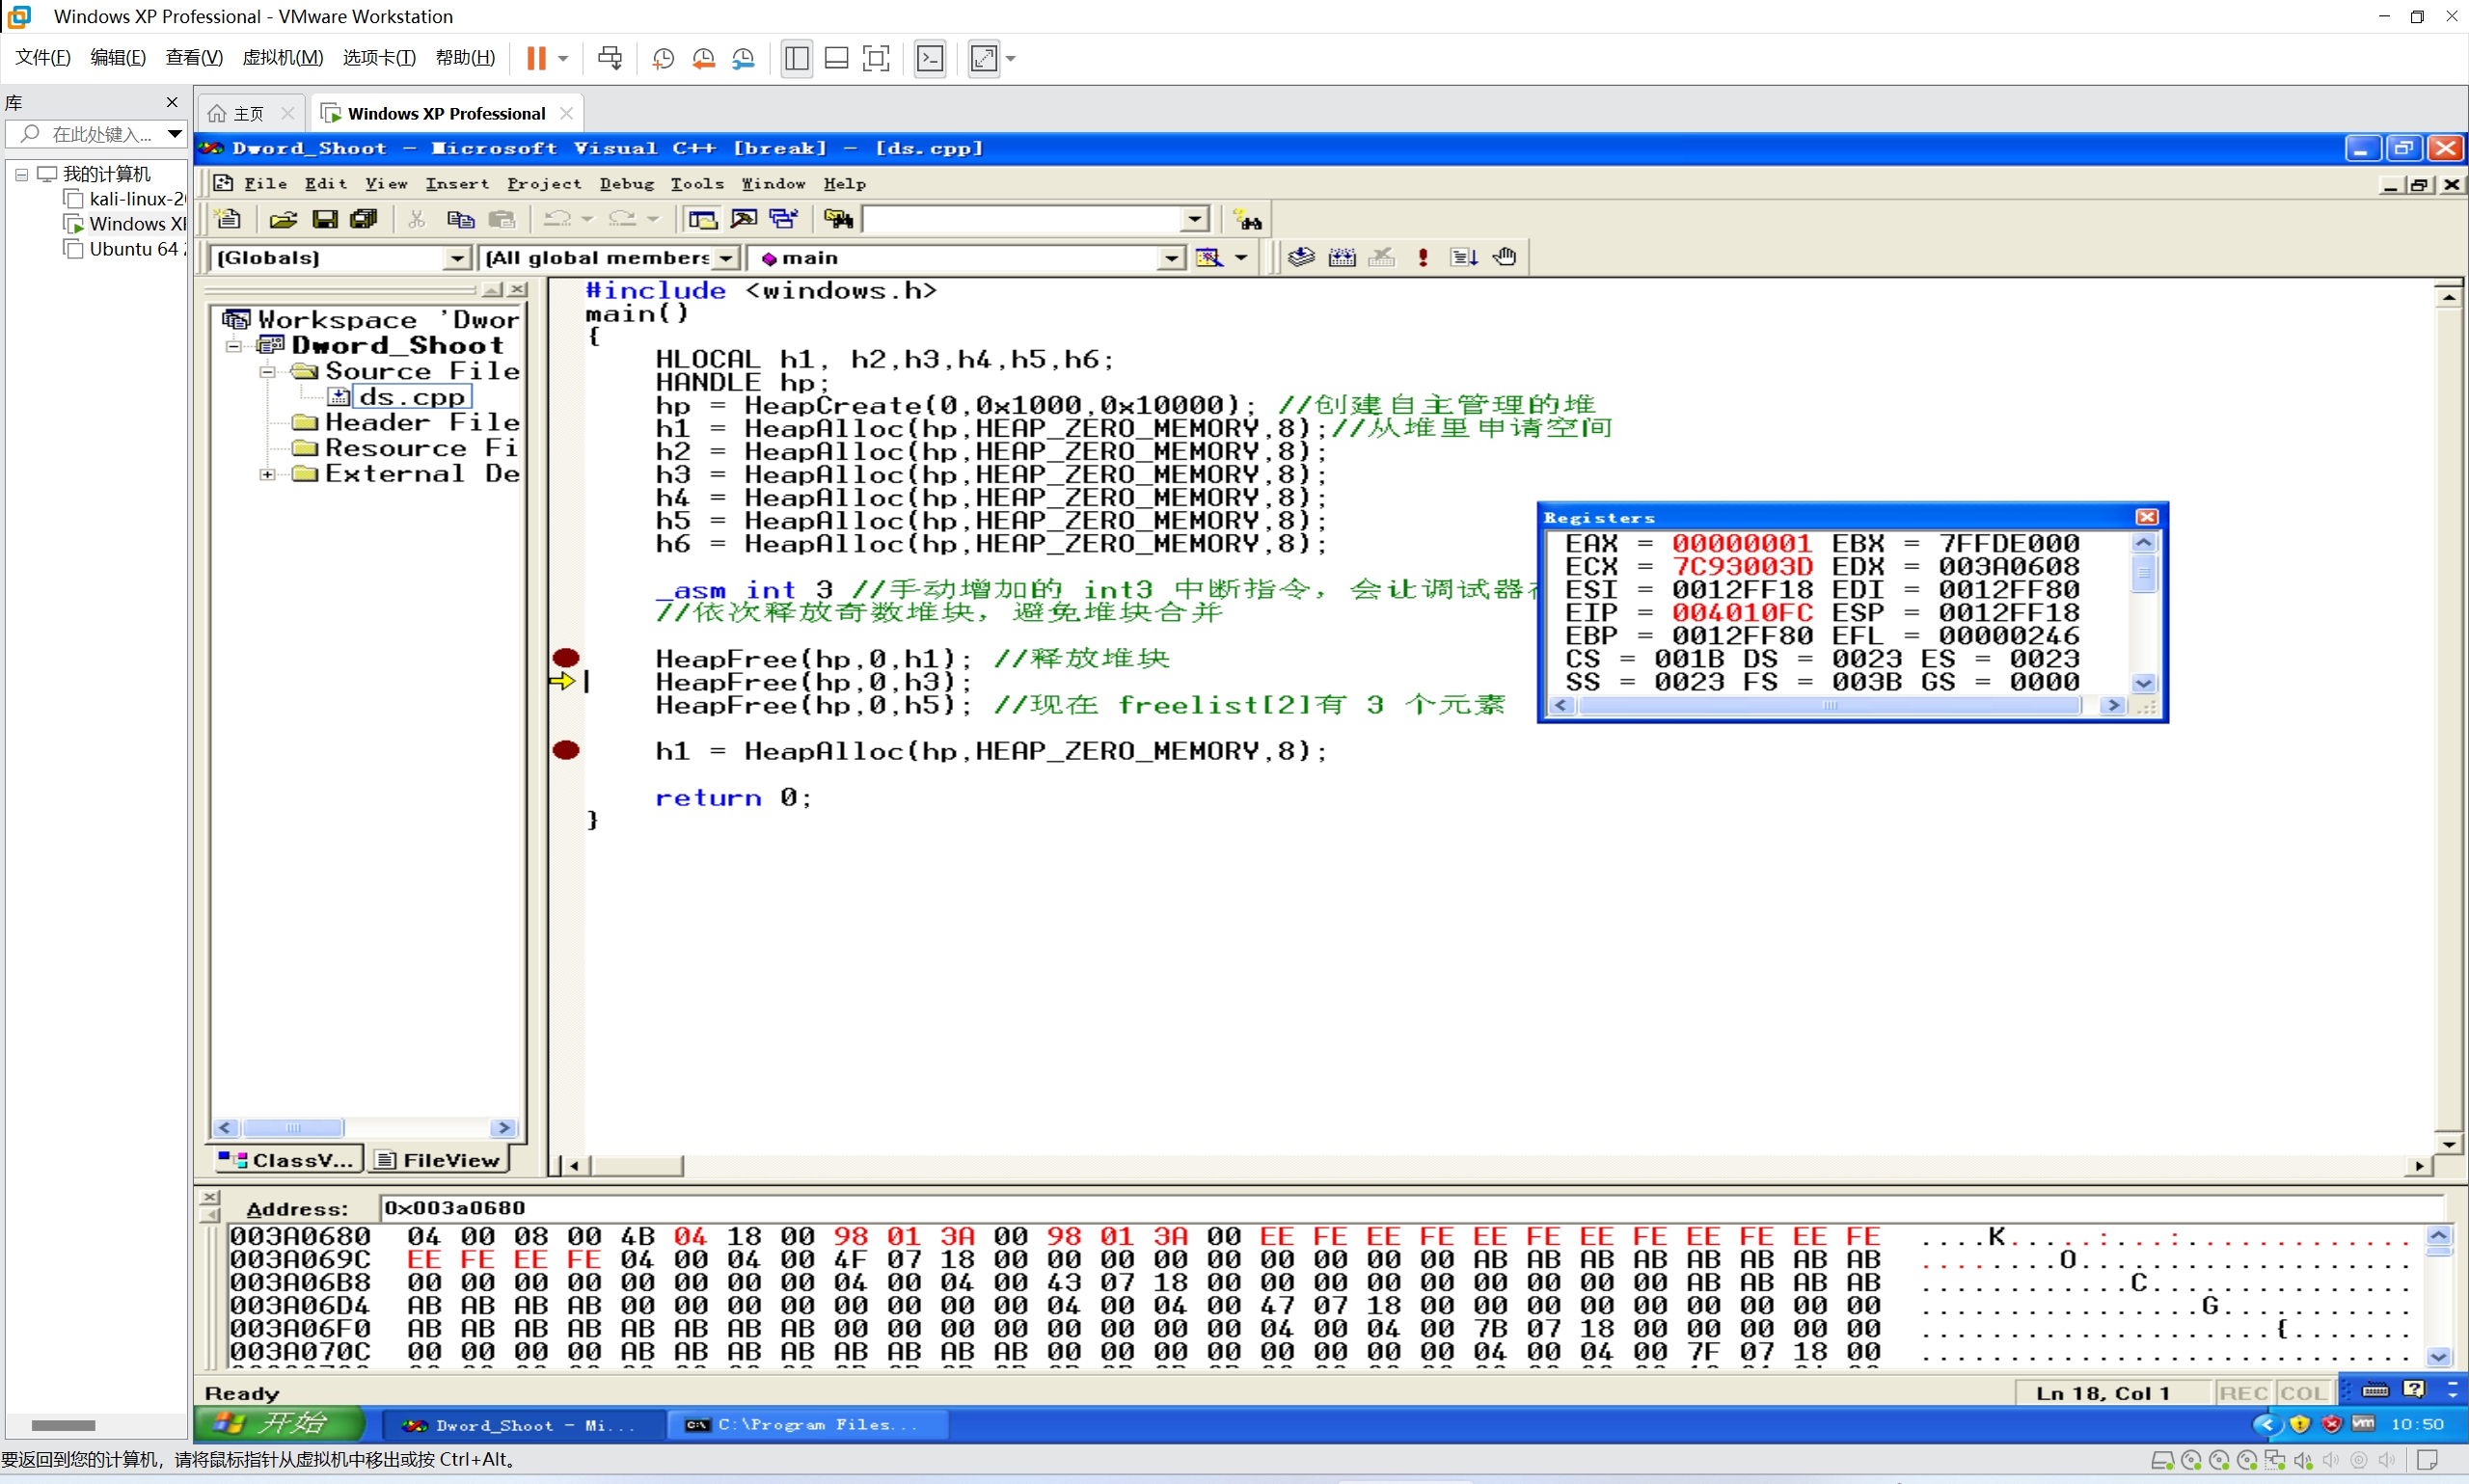 Windows XP Professional - VMware Workstation
文件(F) 编辑(E) 查看(V) 虚拟机(M) 选项卡(T) 帮助(H)
库
在此处键入...
我的计算机
kali-linux-2
Windows XP
Ubuntu 64
主页
Windows XP Professional
Dword_Shoot - Microsoft Visual C++ [break] - [ds.cpp]
File Edit View Insert Project Debug Tools Window Help
(Globals) (All global members main
Workspace 'Dwor
Dword_Shoot
Source File
ds.cpp
Header File
Resource Fi
External De
ClassV... FileView
#include <windows.h>
main()
{
HLOCAL h1, h2,h3,h4,h5,h6;
HANDLE hp;
hp = HeapCreate(0,0x1000,0x10000); //创建自主管理的堆
h1 = HeapAlloc(hp,HEAP_ZERO_MEMORY,8);//从堆里申请空间
h2 = HeapAlloc(hp,HEAP_ZERO_MEMORY,8);
h3 = HeapAlloc(hp,HEAP_ZERO_MEMORY,8);
h4 = HeapAlloc(hp,HEAP_ZERO_MEMORY,8);
h5 = HeapAlloc(hp,HEAP_ZERO_MEMORY,8);
h6 = HeapAlloc(hp,HEAP_ZERO_MEMORY,8);
_asm int 3 //手动增加的 int3 中断指令，会让调试器
//依次释放奇数堆块，避免堆块合并
HeapFree(hp,0,h1); //释放堆块
HeapFree(hp,0,h3);
HeapFree(hp,0,h5); //现在 freelist[2]有 3 个元素
h1 = HeapAlloc(hp,HEAP_ZERO_MEMORY,8);
return 0;
}
Registers
EAX = 00000001 EBX = 7FFDE000
ECX = 7C93003D EDX = 003A0608
ESI = 0012FF18 EDI = 0012FF80
EIP = 004010FC ESP = 0012FF18
EBP = 0012FF80 EFL = 00000246
CS = 001B DS = 0023 ES = 0023
SS = 0023 FS = 003B GS = 0000
Address: 0x003a0680
003A0680 04 00 08 00 4B 04 18 00 98 01 3A 00 98 01 3A 00 EE FE EE FE EE FE EE FE EE FE EE FE ....K.....:...:.............
003A069C EE FE EE FE 04 00 04 00 4F 07 18 00 00 00 00 00 00 00 00 00 AB AB AB AB AB AB AB AB ........O...................
003A06B8 00 00 00 00 00 00 00 00 04 00 04 00 43 07 18 00 00 00 00 00 00 00 00 00 AB AB AB AB ............C...............
003A06D4 AB AB AB AB 00 00 00 00 00 00 00 00 04 00 04 00 47 07 18 00 00 00 00 00 00 00 00 00 ................G...........
003A06F0 AB AB AB AB AB AB AB AB 00 00 00 00 00 00 00 00 04 00 04 00 7B 07 18 00 00 00 00 00 ....................{.......
003A070C 00 00 00 00 AB AB AB AB AB AB AB AB 00 00 00 00 00 00 00 00 04 00 04 00 7F 07 18 00 ............................
Ready Ln 18, Col 1 REC COL
开始 Dword_Shoot - Mi... C:\Program Files... 10:50
要返回到您的计算机，请将鼠标指针从虚拟机中移出或按 Ctrl+Alt。